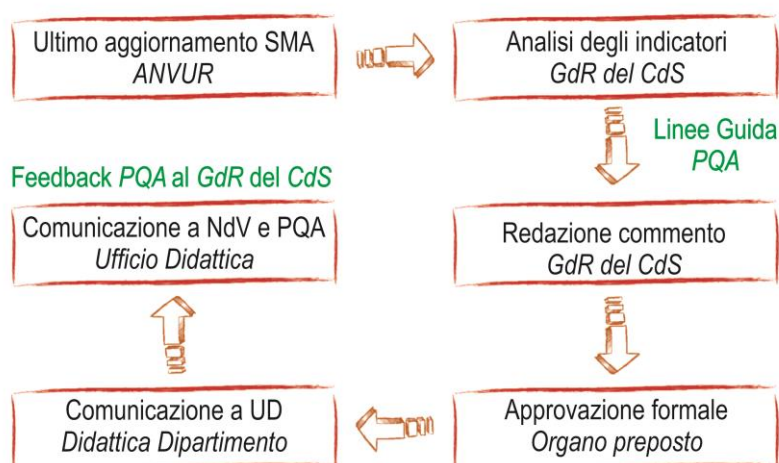 Ultimo aggiornamento SMA
ANVUR
Analisi degli indicatori
GdR del CdS
Linee Guida
PQA
Redazione commento
GdR del CdS
Approvazione formale
Organo preposto
Comunicazione a UD
Didattica Dipartimento
Comunicazione a NdV e PQA
Ufficio Didattica
Feedback PQA al GdR del CdS